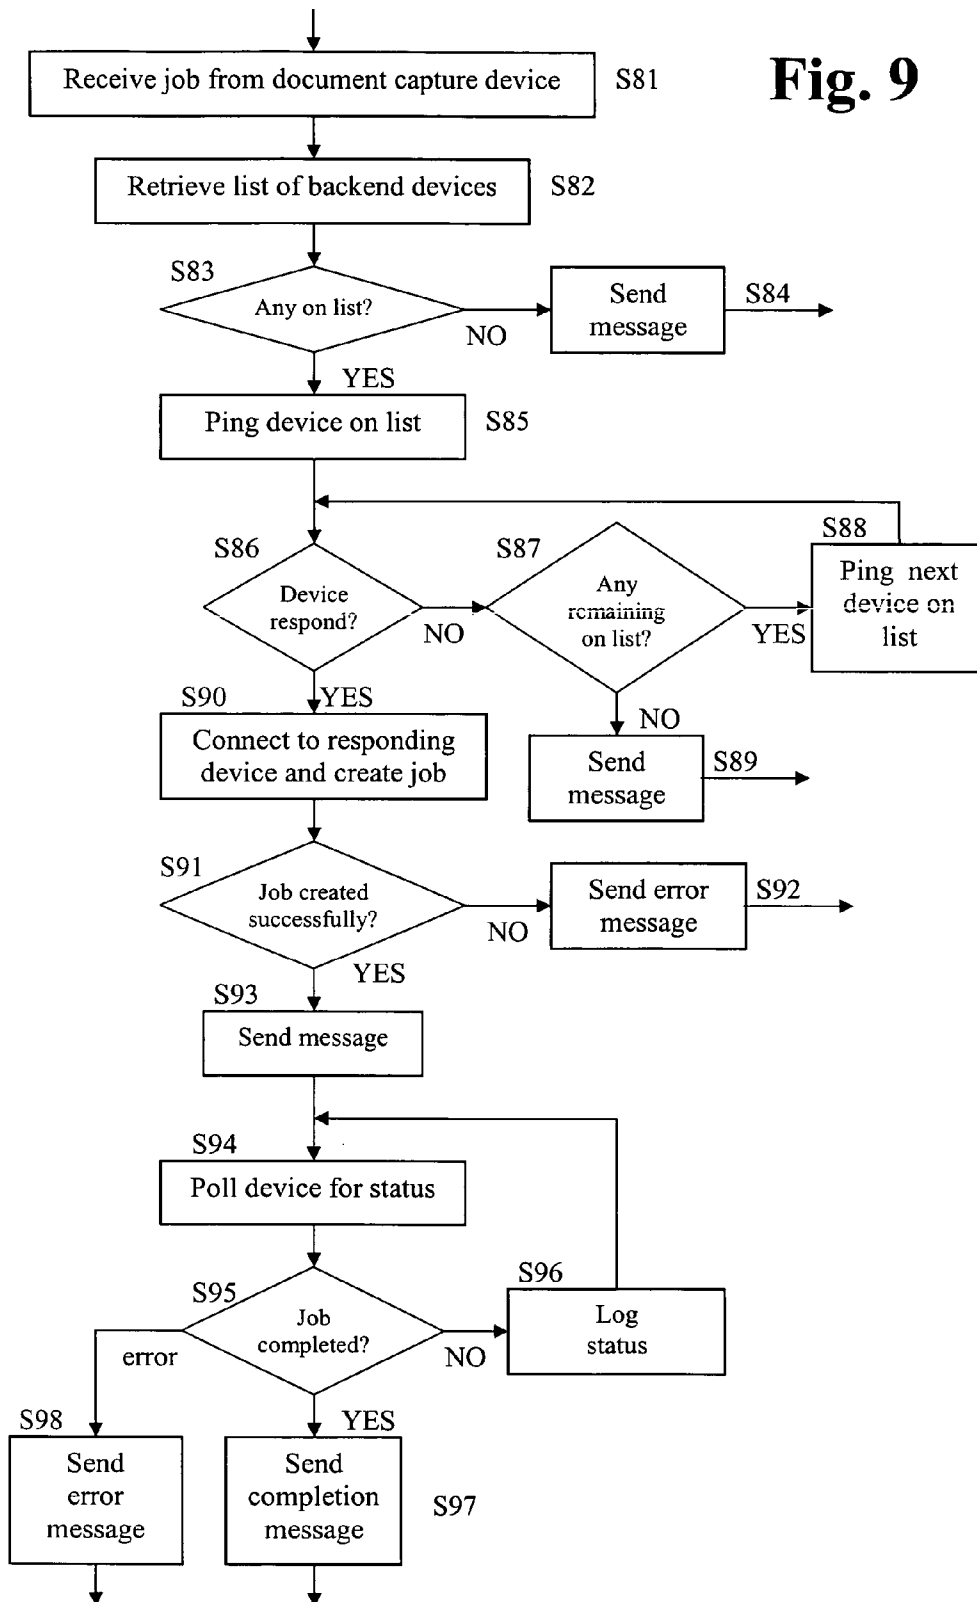 Fig. 9
Receive job from document capture device
S81
Retrieve list of backend devices
S82
S83
Any on list?
NO
Send
message
S84
YES
Ping device on list
S85
S86
Device
respond?
NO
S87
Any
remaining
on list?
YES
S88
Ping next
device on
list
NO
Send
message
S89
YES
S90
Connect to responding
device and create job
S91
Job created
successfully?
NO
Send error
message
S92
YES
S93
Send message
S94
Poll device for status
S95
Job
completed?
NO
S96
Log
status
error
S98
Send
error
message
YES
Send
completion
message
S97